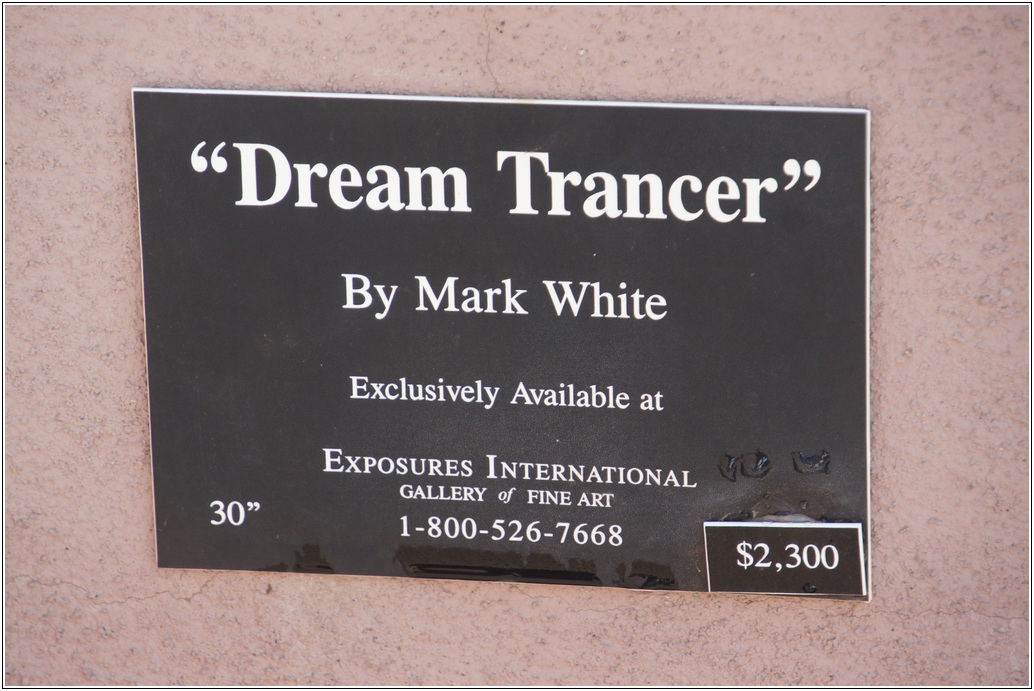 “Dream Trancer”
By Mark White
Exclusively Available at
EXPOSURES INTERNATIONAL
GALLERY of FINE ART
30”
1-800-526-7668
$2,300